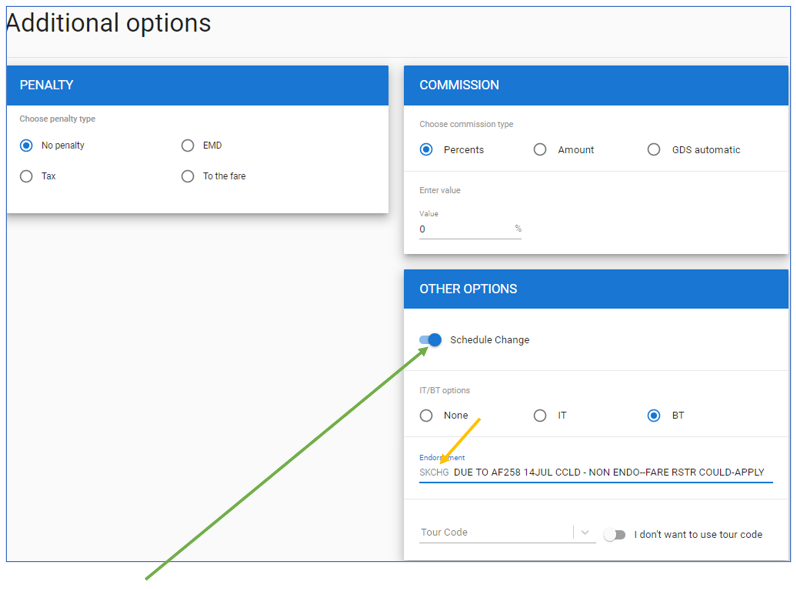 Additional options
PENALTY
Choose penalty type
No penalty
EMD
Tax
To the fare
COMMISSION
Choose commission type
Percents
Amount
GDS automatic
Enter value
Value
0 %
OTHER OPTIONS
Schedule Change
IT/BT options
None
IT
BT
Endorsement
SKCHG DUE TO AF258 14JUL CCLD - NON ENDO--FARE RSTR COULD-APPLY
Tour Code
I don't want to use tour code